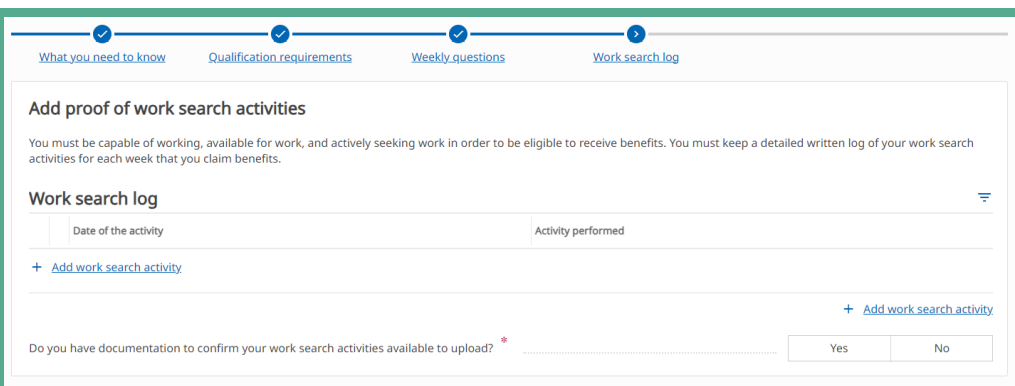 What you need to know
Qualification requirements
Weekly questions
Work search log
Add proof of work search activities
You must be capable of working, available for work, and actively seeking work in order to be eligible to receive benefits. You must keep a detailed written log of your work search
activities for each week that you claim benefits.
Work search log
Date of the activity
Activity performed
+ Add work search activity
+ Add work search activity
Do you have documentation to confirm your work search activities available to upload? *
Yes
No